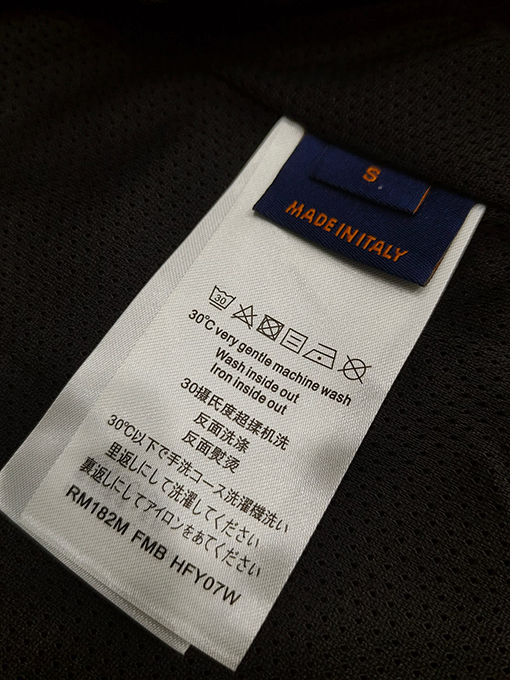 S
MADE IN ITALY
30
30°C very gentle machine wash
Wash inside out
Iron inside out
30摄氏度超揉机洗
反面洗涤
反面熨烫
30℃以下で手洗コース洗濯機洗い
里返しにして洗濯してください
裏返しにしてアイロンをあてください
RM182M FMB HFY07W